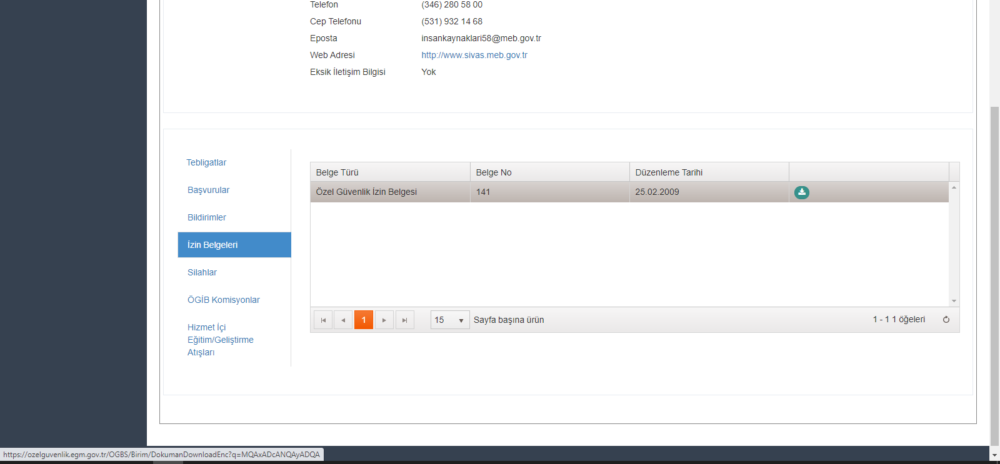 Telefon (346) 280 58 00
Cep Telefonu (531) 932 14 68
Eposta insankaynaklari58@meb.gov.tr
Web Adresi http://www.sivas.meb.gov.tr
Eksik İletişim Bilgisi Yok
Tebligatlar
Başvurular
Bildirimler
İzin Belgeleri
Silahlar
ÖGİB Komisyonlar
Hizmet İçi
Eğitim/Geliştirme
Atışları
Belge Türü Belge No Düzenleme Tarihi
Özel Güvenlik İzin Belgesi 141 25.02.2009
1 15 Sayfa başına ürün 1 - 1 1 öğeleri
https://ozelguvenlik.egm.gov.tr/OGBS/Birim/DokumanDownloadEnc?q=MQAxADcANQAyADQA